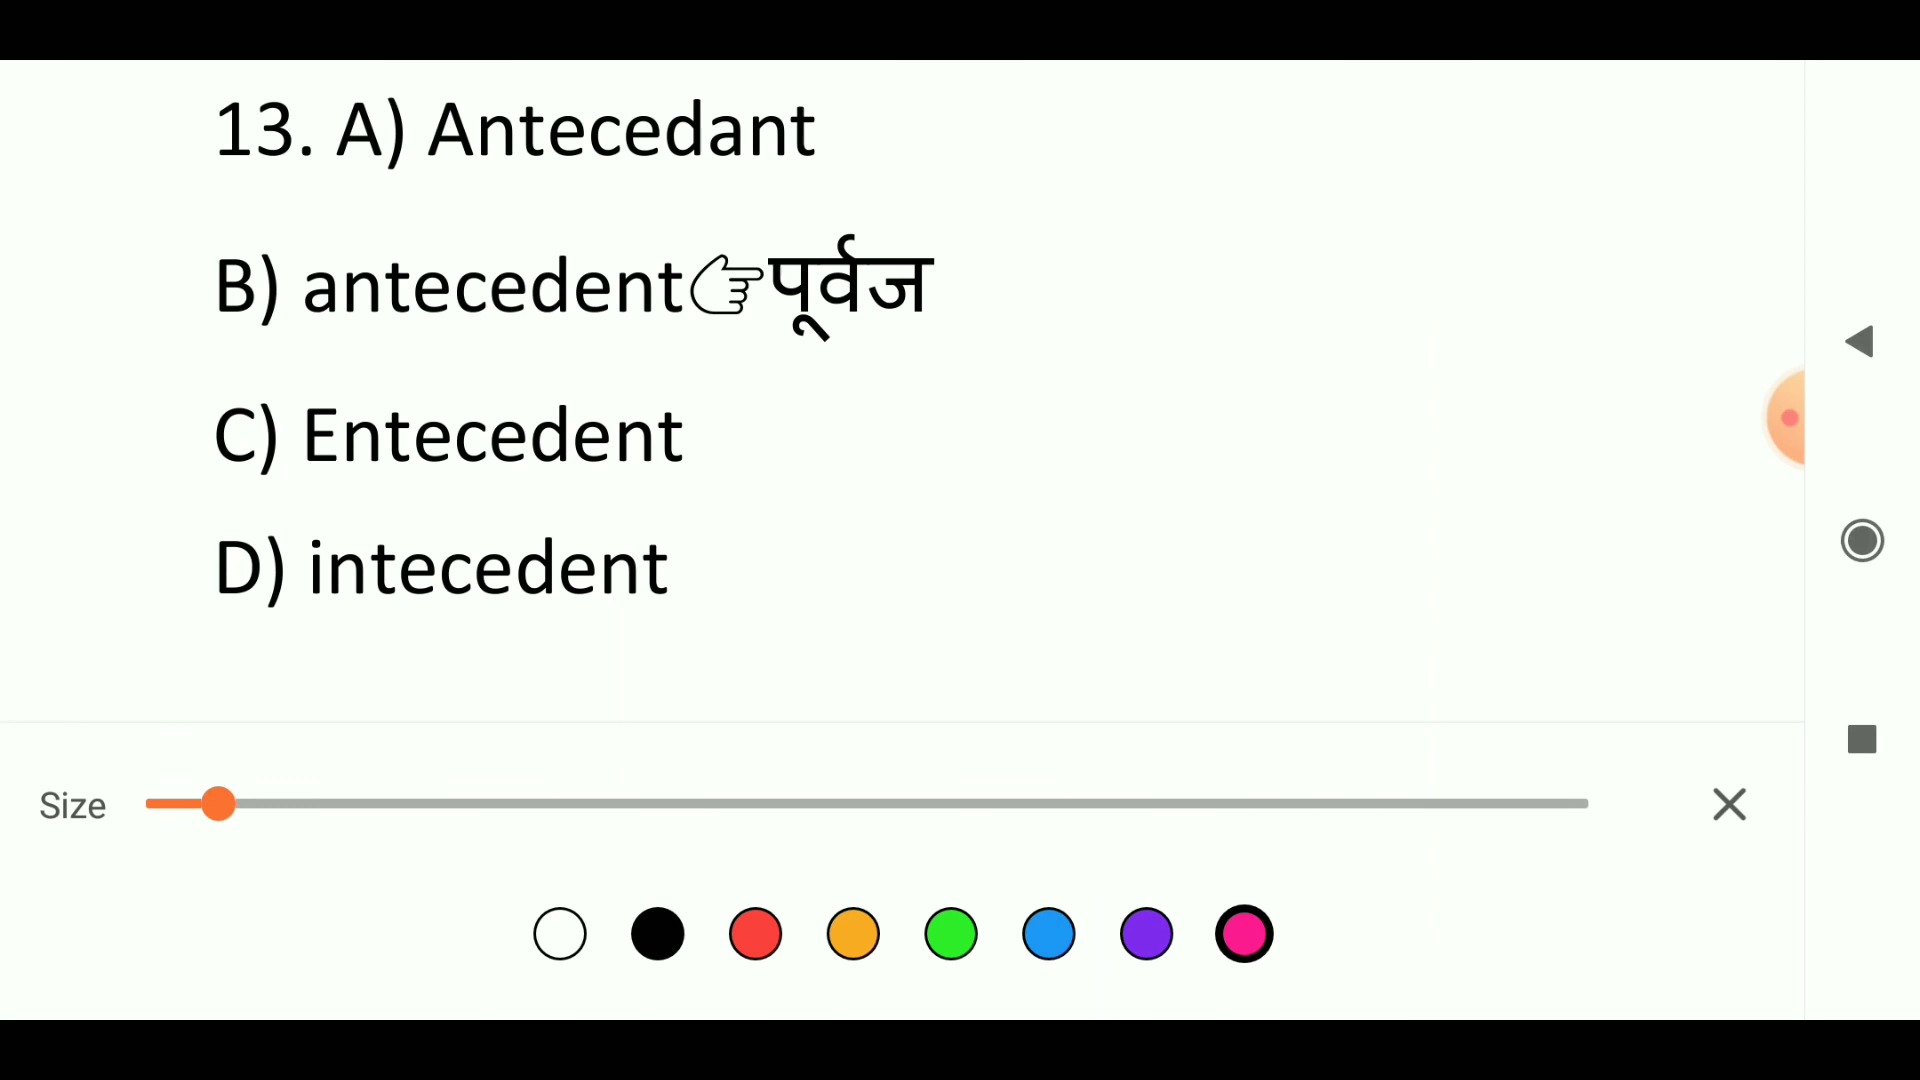 13. A) Antecedant
B) antecedent👉पूर्वज
C) Entecedent
D) intecedent
Size